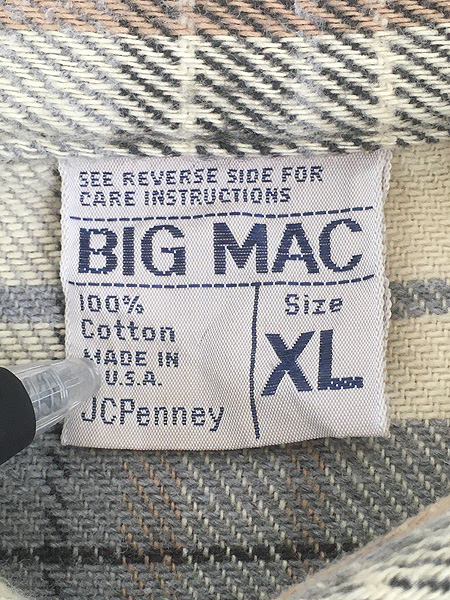 SEE REVERSE SIDE FOR
CARE INSTRUCTIONS
BIG MAC
100%
Cotton
MADE IN
U.S.A.
JCPenney
Size
XL